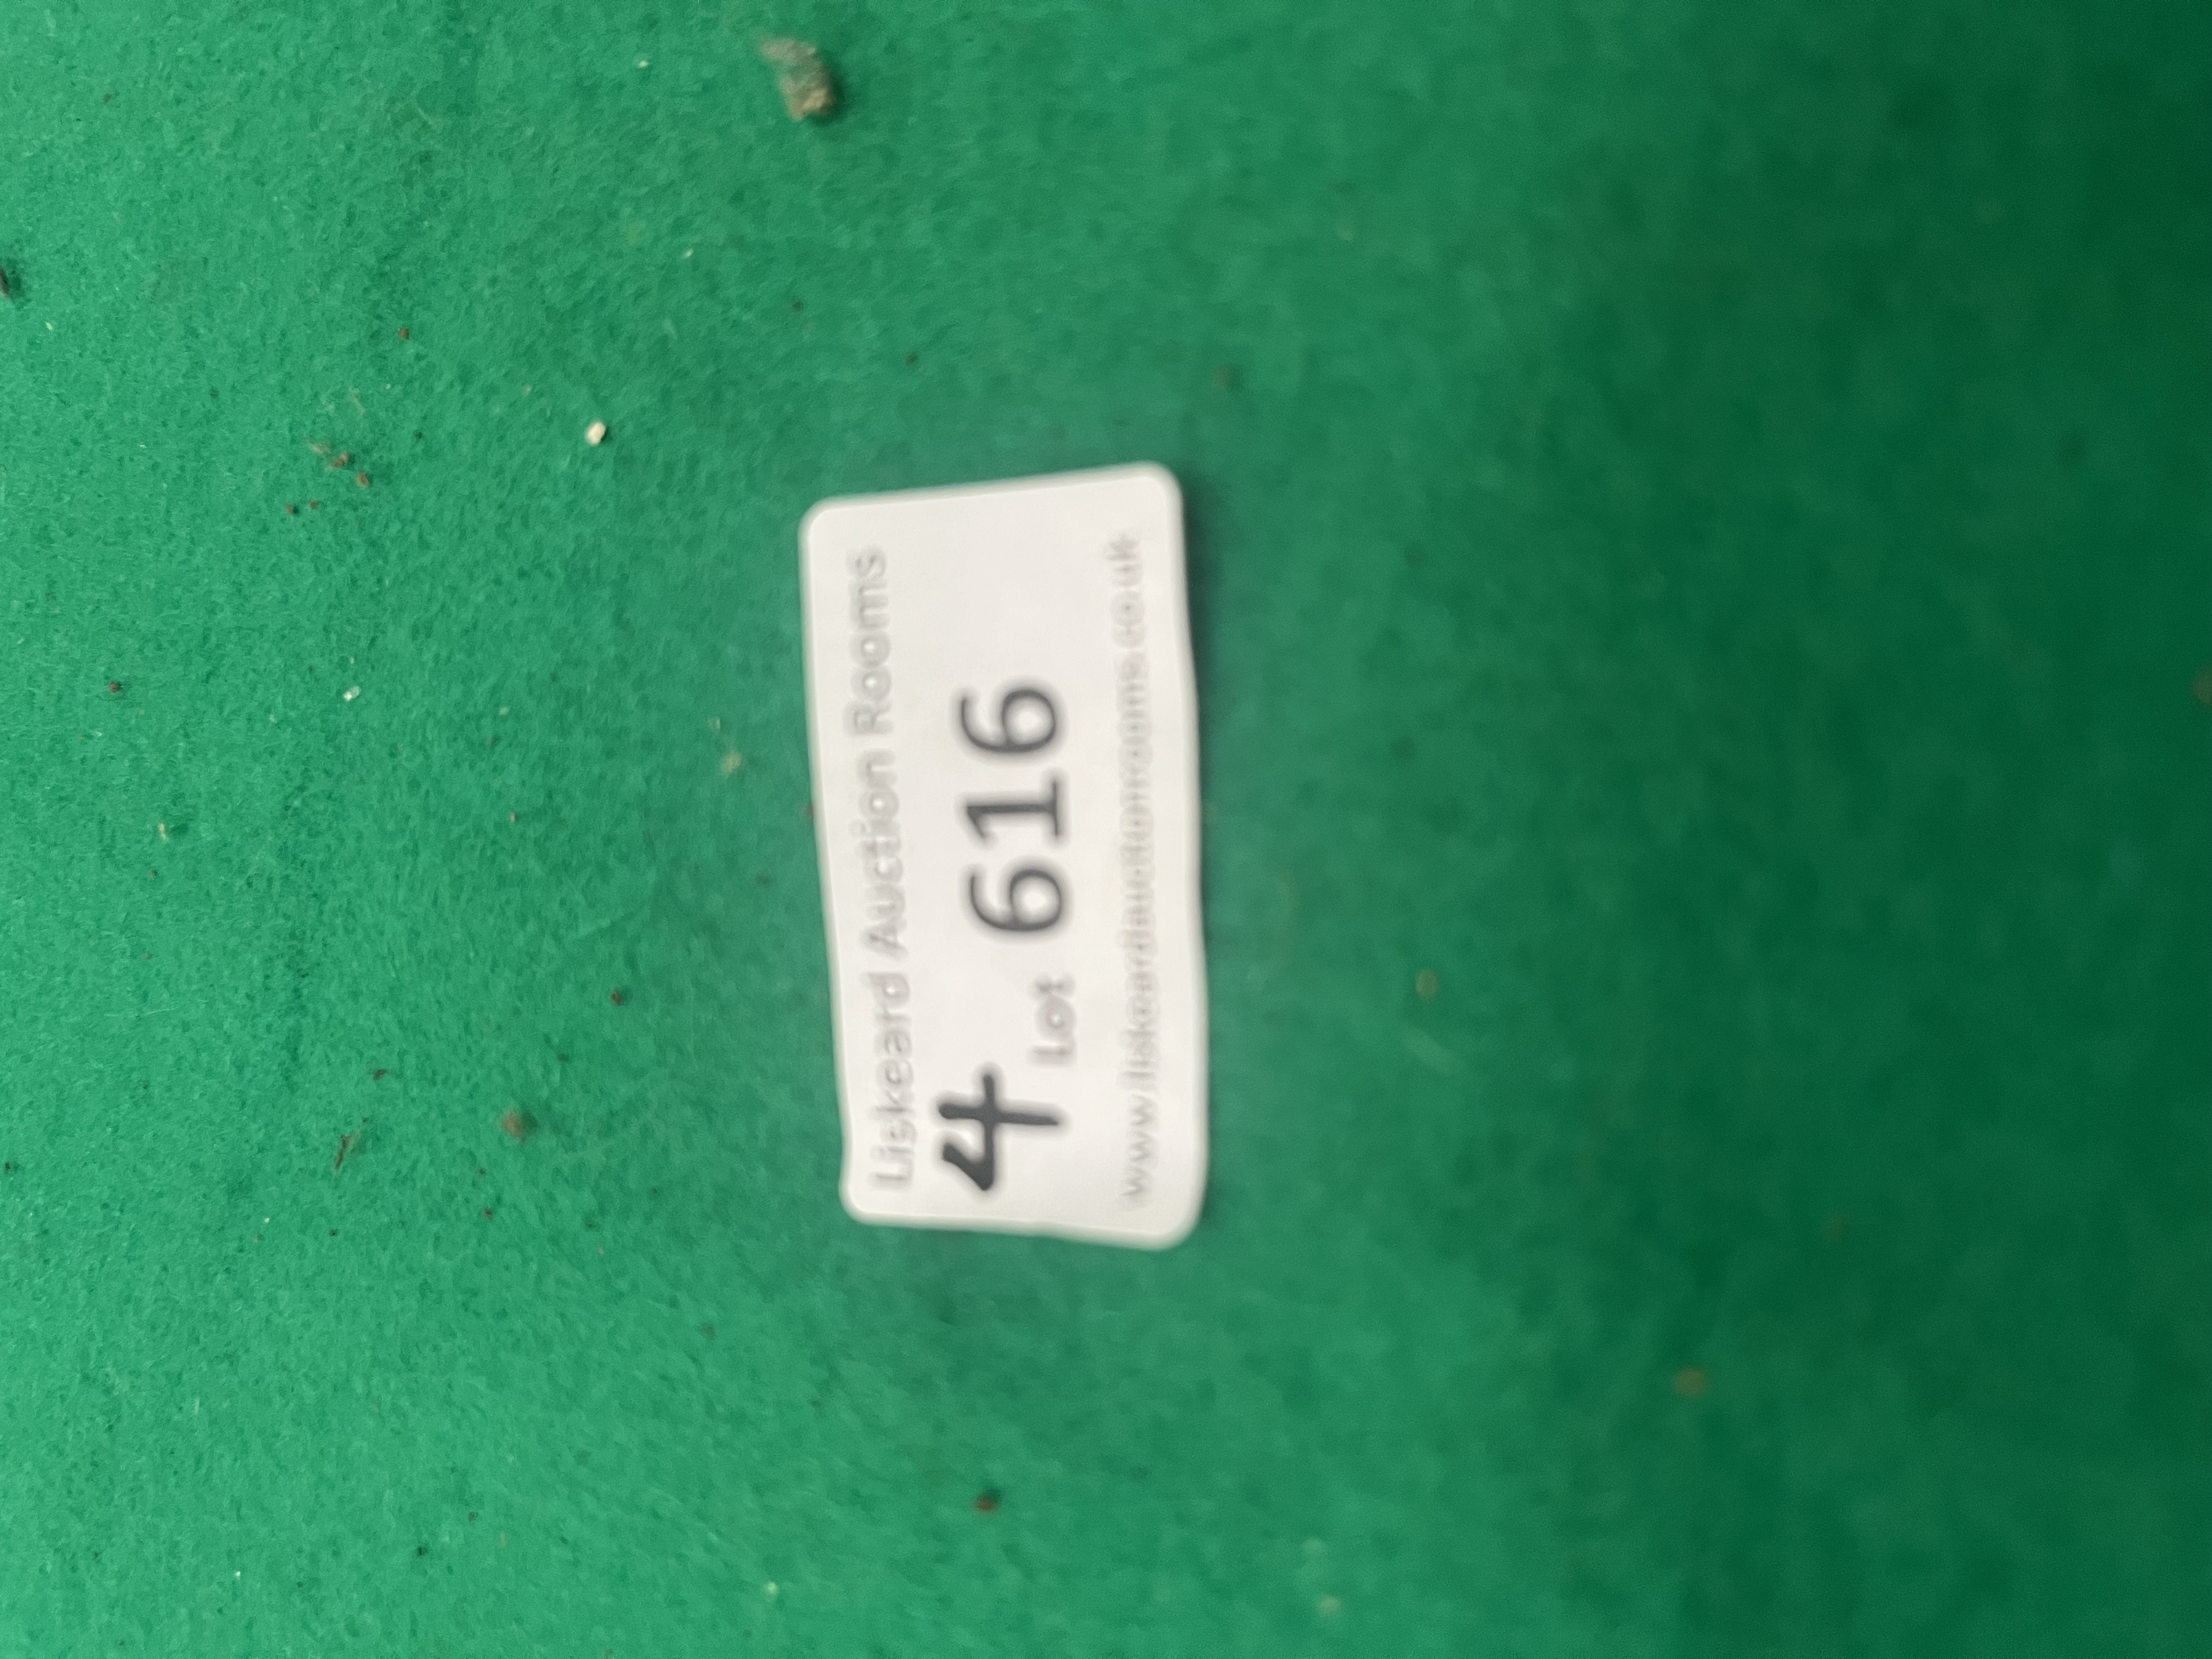 Liskeard Auction Rooms
4
Lot 616
www.liskeardauctionrooms.co.uk